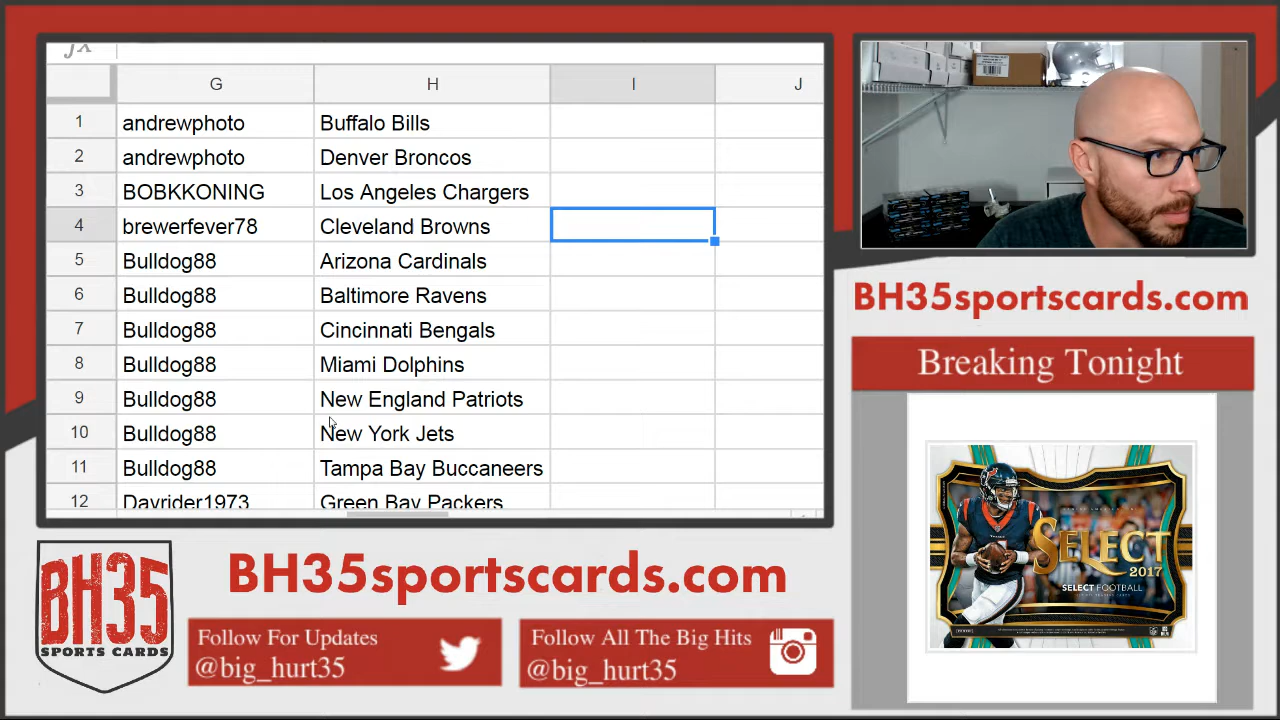 fx
G H I J
1 andrewphoto Buffalo Bills
2 andrewphoto Denver Broncos
3 BOBKKONING Los Angeles Chargers
4 brewerfever78 Cleveland Browns
5 Bulldog88 Arizona Cardinals
6 Bulldog88 Baltimore Ravens
7 Bulldog88 Cincinnati Bengals
8 Bulldog88 Miami Dolphins
9 Bulldog88 New England Patriots
10 Bulldog88 New York Jets
11 Bulldog88 Tampa Bay Buccaneers
12 Davrider1973 Green Bay Packers
BH35sportscards.com
Breaking Tonight
SELECT
2017
SELECT FOOTBALL
BH35
SPORTS CARDS
BH35sportscards.com
Follow For Updates
@big_hurt35
Follow All The Big Hits
@big_hurt35